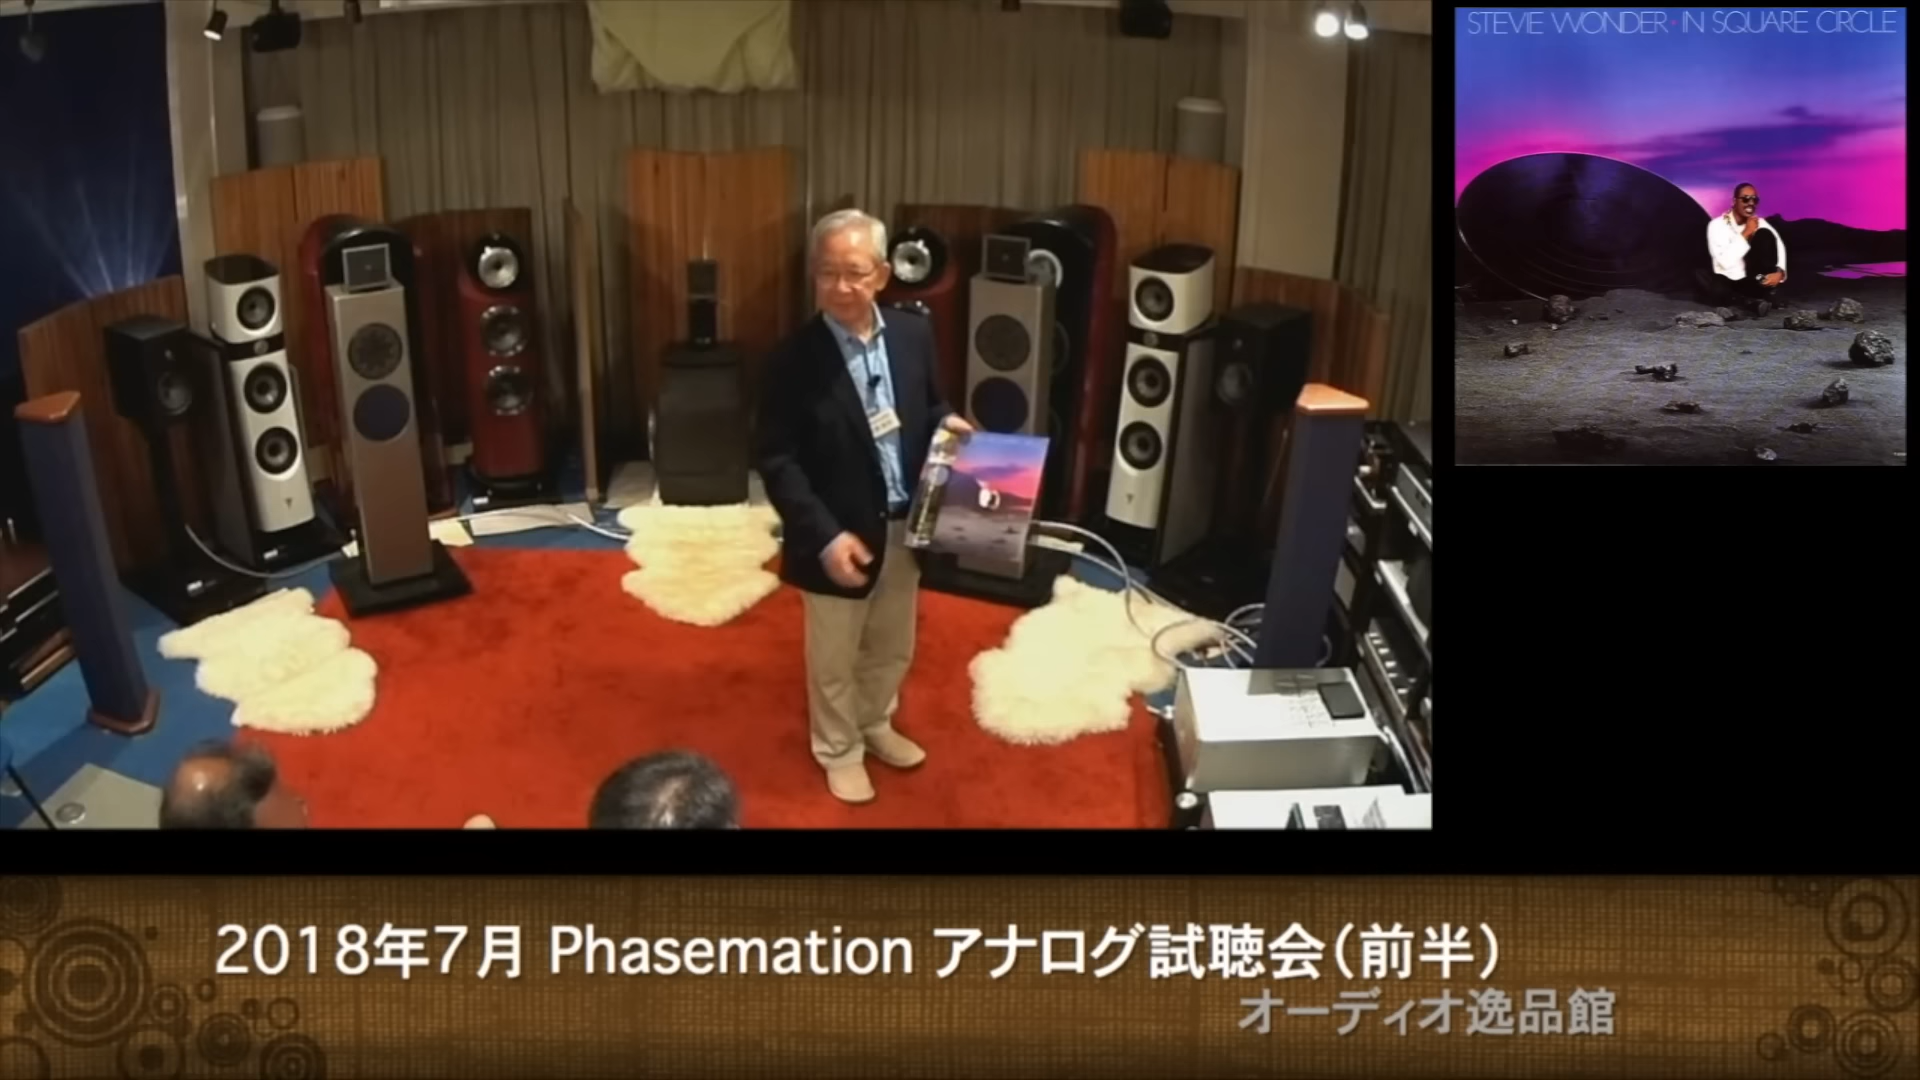 STEVIE WONDER・IN SQUARE CIRCLE
2018年7月 Phasemation アナログ試聴会（前半）
オーディオ逸品館